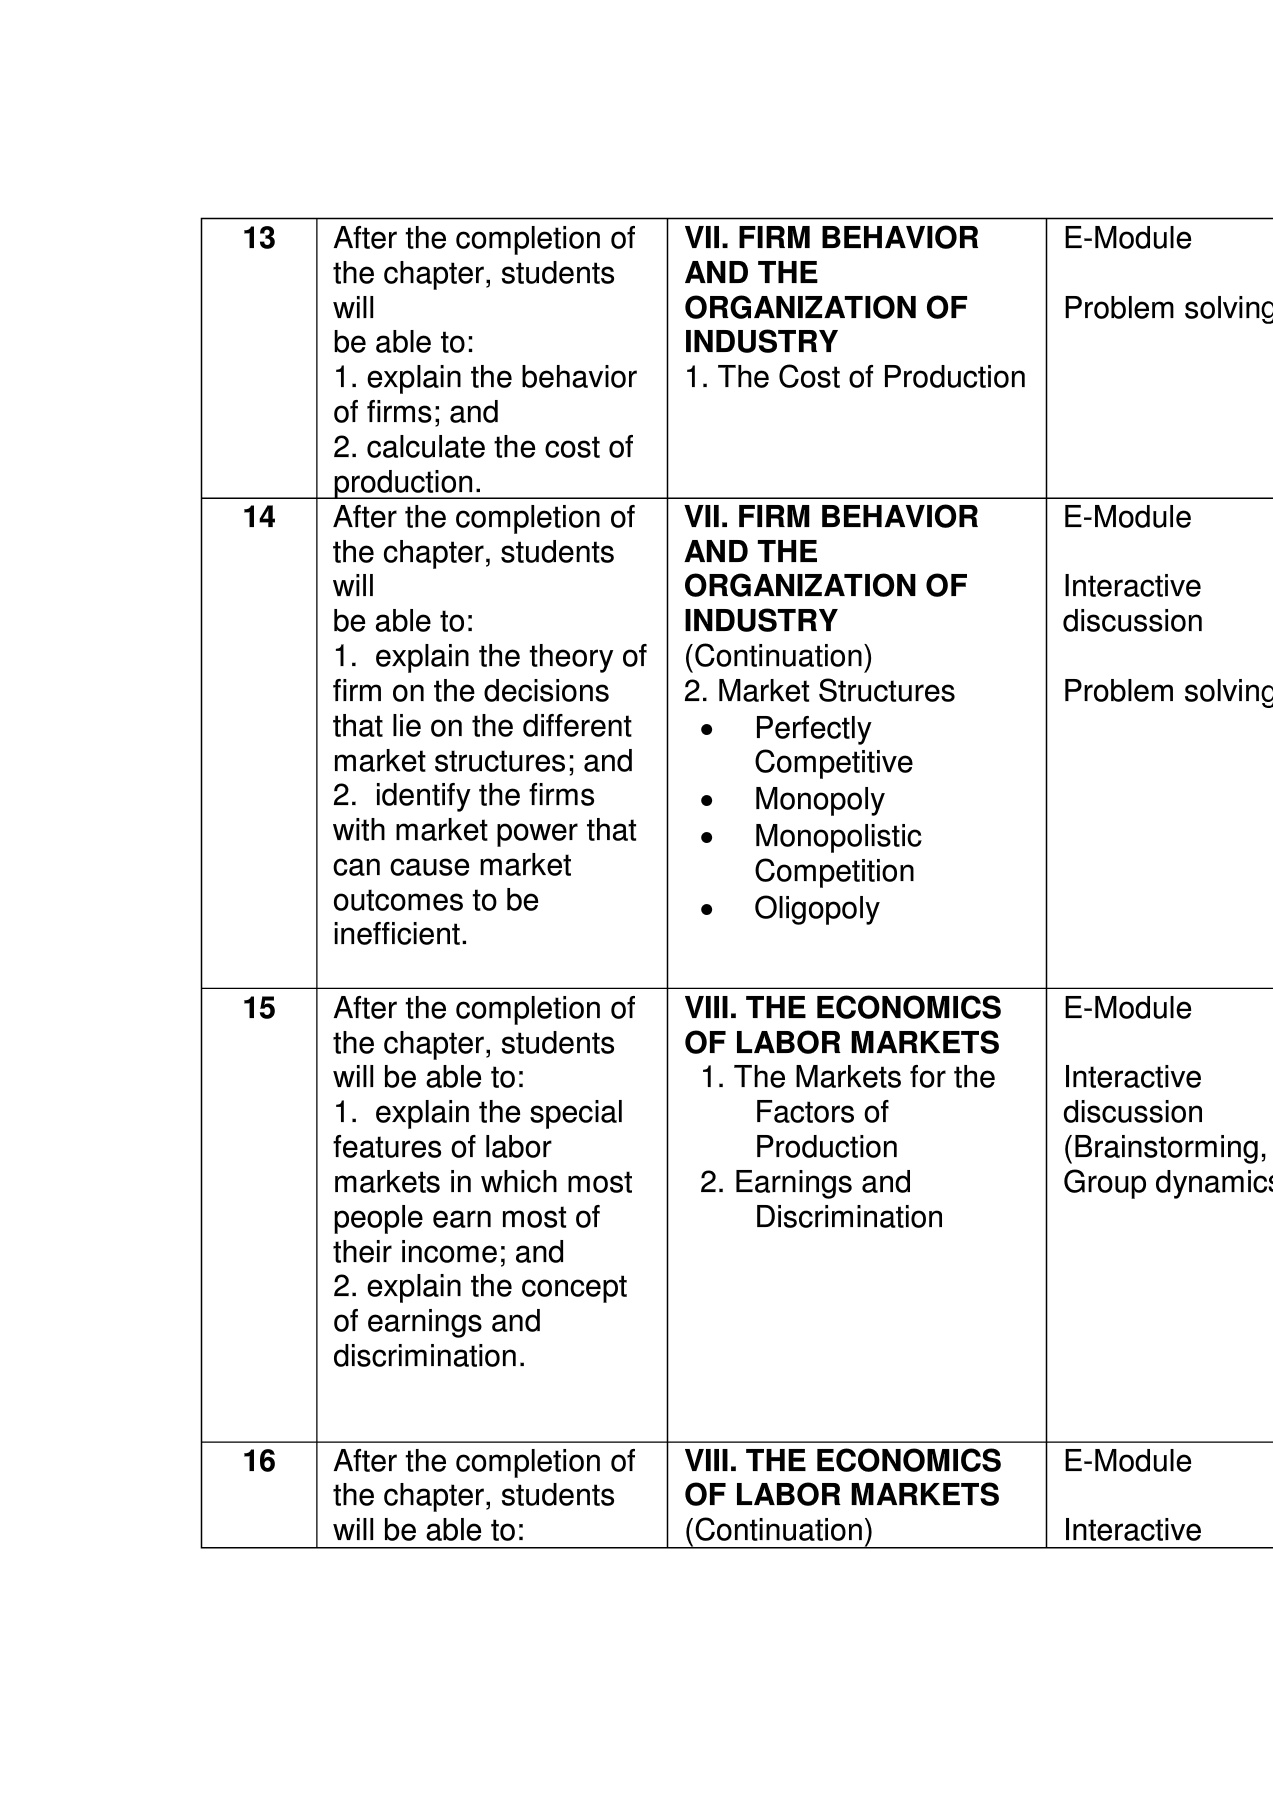 13
After the completion of
the chapter, students
will
be able to:
1. explain the behavior
of firms; and
2. calculate the cost of
production.
VII. FIRM BEHAVIOR
AND THE
ORGANIZATION OF
INDUSTRY
1. The Cost of Production
E-Module
Problem solving
14
After the completion of
the chapter, students
will
be able to:
1. explain the theory of
firm on the decisions
that lie on the different
market structures; and
2. identify the firms
with market power that
can cause market
outcomes to be
inefficient.
VII. FIRM BEHAVIOR
AND THE
ORGANIZATION OF
INDUSTRY
(Continuation)
2. Market Structures
• Perfectly
Competitive
• Monopoly
• Monopolistic
Competition
• Oligopoly
E-Module
Interactive
discussion
Problem solving
15
After the completion of
the chapter, students
will be able to:
1. explain the special
features of labor
markets in which most
people earn most of
their income; and
2. explain the concept
of earnings and
discrimination.
VIII. THE ECONOMICS
OF LABOR MARKETS
1. The Markets for the
Factors of
Production
2. Earnings and
Discrimination
E-Module
Interactive
discussion
(Brainstorming,
Group dynamics
16
After the completion of
the chapter, students
will be able to:
VIII. THE ECONOMICS
OF LABOR MARKETS
(Continuation)
E-Module
Interactive